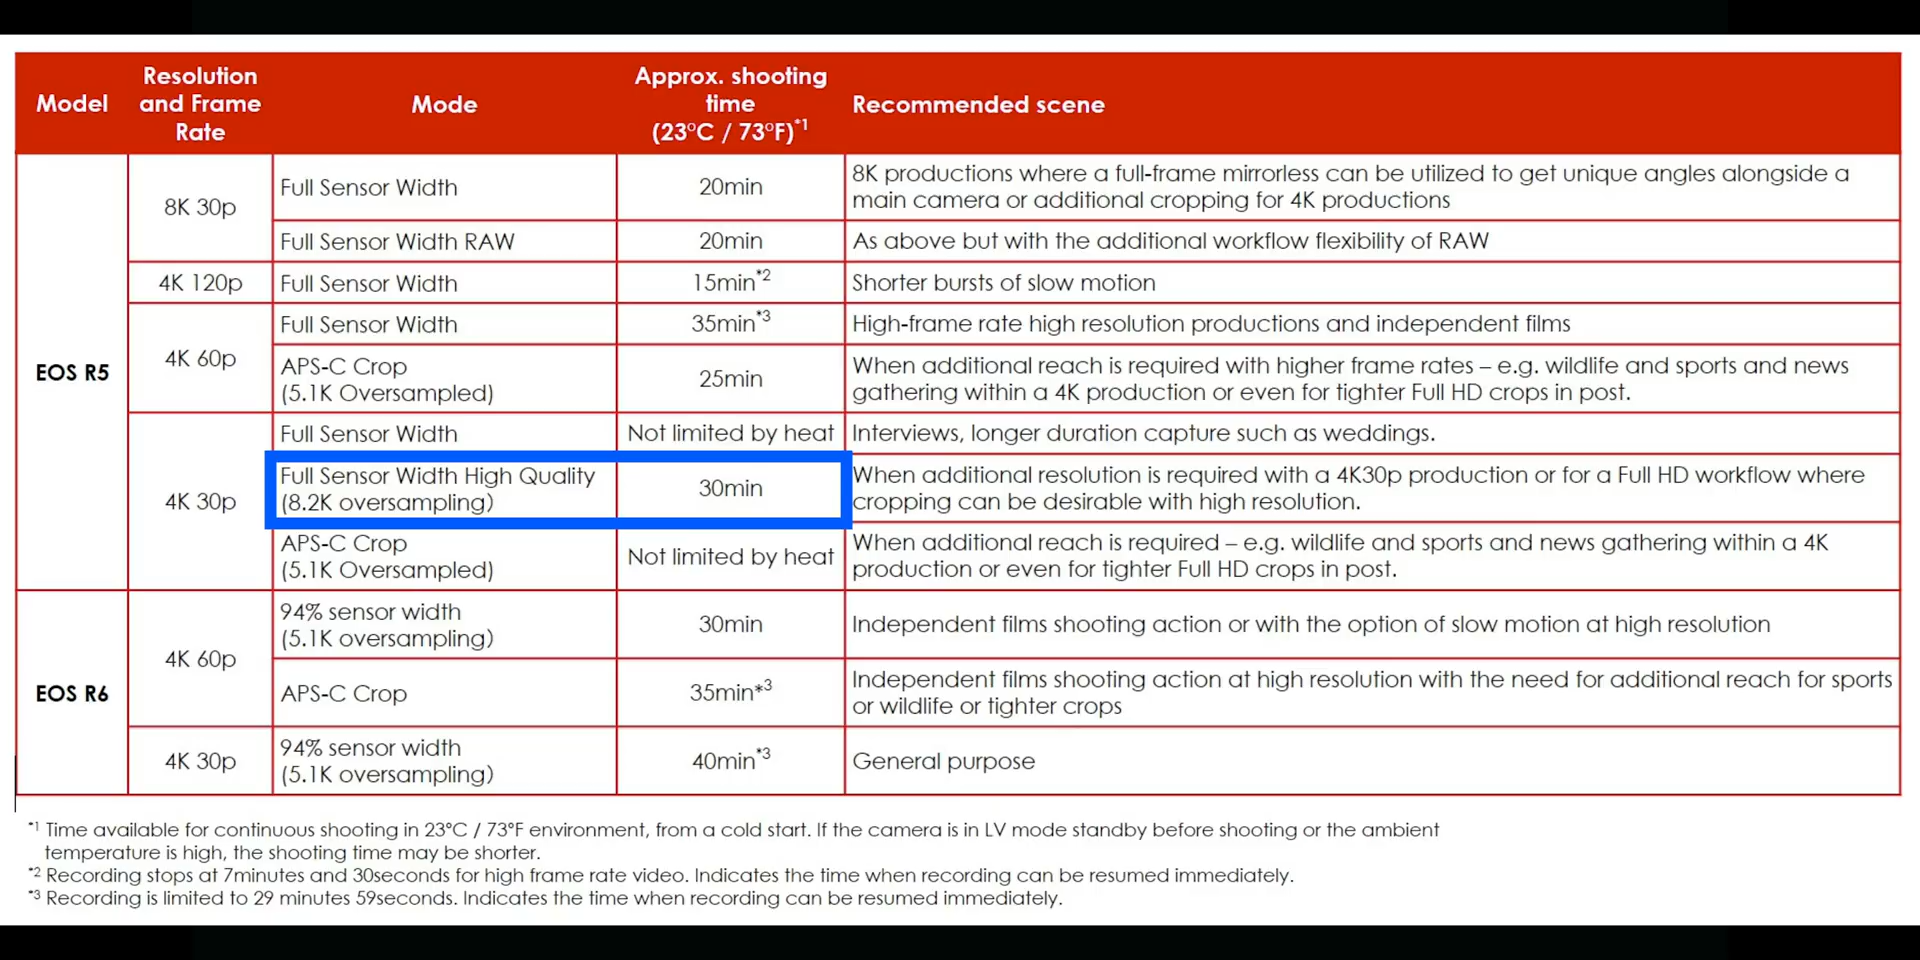 Model
Resolution
and Frame
Rate
Mode
Approx. shooting
time
(23°C / 73°F)*1
Recommended scene
EOS R5
8K 30p
Full Sensor Width
20min
8K productions where a full-frame mirrorless can be utilized to get unique angles alongside a
main camera or additional cropping for 4K productions
Full Sensor Width RAW
20min
As above but with the additional workflow flexibility of RAW
4K 120p
Full Sensor Width
15min*2
Shorter bursts of slow motion
4K 60p
Full Sensor Width
35min*3
High-frame rate high resolution productions and independent films
APS-C Crop
(5.1K Oversampled)
25min
When additional reach is required with higher frame rates – e.g. wildlife and sports and news
gathering within a 4K production or even for tighter Full HD crops in post.
4K 30p
Full Sensor Width
Not limited by heat
Interviews, longer duration capture such as weddings.
Full Sensor Width High Quality
(8.2K oversampling)
30min
When additional resolution is required with a 4K30p production or for a Full HD workflow where
cropping can be desirable with high resolution.
APS-C Crop
(5.1K Oversampled)
Not limited by heat
When additional reach is required – e.g. wildlife and sports and news gathering within a 4K
production or even for tighter Full HD crops in post.
EOS R6
4K 60p
94% sensor width
(5.1K oversampling)
30min
Independent films shooting action or with the option of slow motion at high resolution
APS-C Crop
35min*3
Independent films shooting action at high resolution with the need for additional reach for sports
or wildlife or tighter crops
4K 30p
94% sensor width
(5.1K oversampling)
40min*3
General purpose
*1 Time available for continuous shooting in 23°C / 73°F environment, from a cold start. If the camera is in LV mode standby before shooting or the ambient
temperature is high, the shooting time may be shorter.
*2 Recording stops at 7minutes and 30seconds for high frame rate video. Indicates the time when recording can be resumed immediately.
*3 Recording is limited to 29 minutes 59seconds. Indicates the time when recording can be resumed immediately.